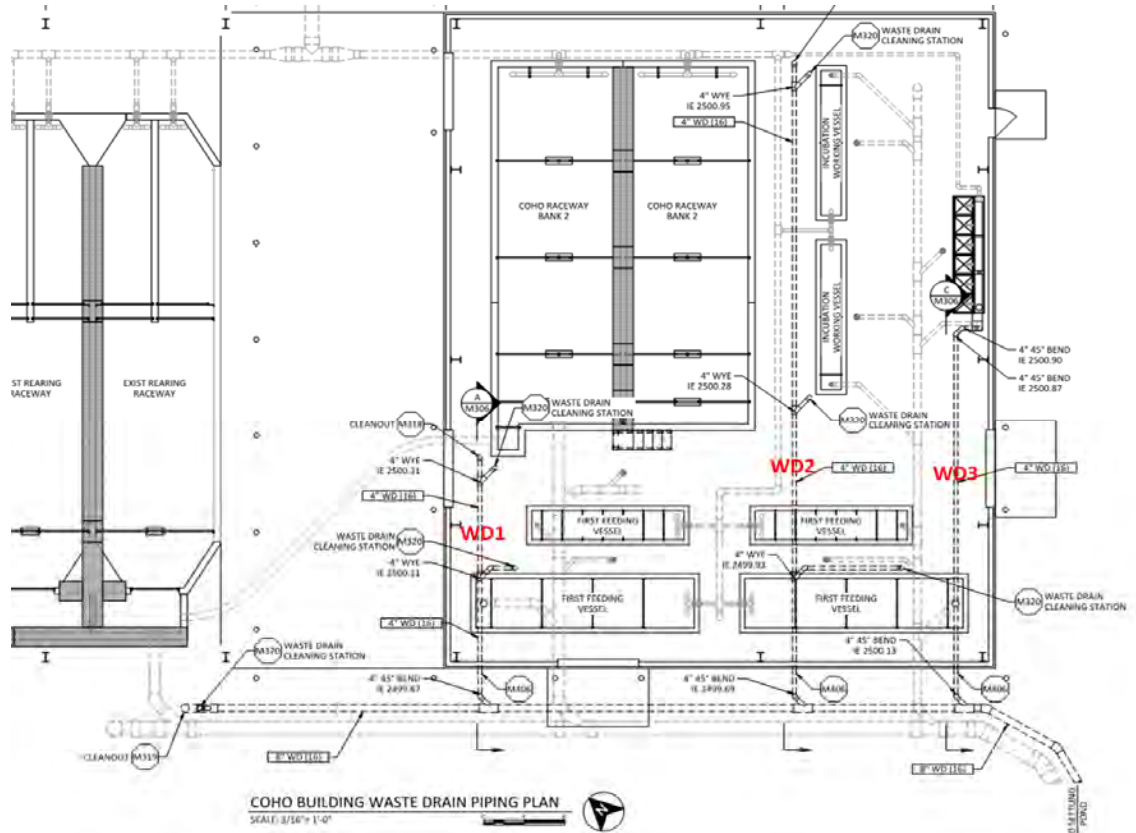 M320
WASTE DRAIN
CLEANING STATION
4" WYE
IE 2500.95
4" WD (16)
INCUBATION
WORKING VESSEL
COHO RACEWAY
BANK 2
COHO RACEWAY
BANK 2
INCUBATION
WORKING VESSEL
C
M306
4" 45° BEND
IE 2500.90
4" 45° BEND
IE 2500.87
EXIST REARING
RACEWAY
ST REARING
RACEWAY
4" WYE
IE 2500.28
A
M306
M320
WASTE DRAIN
CLEANING STATION
M320
WASTE DRAIN
CLEANING STATION
CLEANOUT
M318
4" WYE
IE 2500.31
4" WD (16)
WD2
4" WD (16)
WD3
4" WD (16)
WD1
FIRST FEEDING
VESSEL
FIRST FEEDING
VESSEL
WASTE DRAIN
CLEANING STATION
M320
4" WYE
IE 2500.11
4" WYE
IE 2499.93
FIRST FEEDING
VESSEL
FIRST FEEDING
VESSEL
M320
WASTE DRAIN
CLEANING STATION
4" WD (16)
M320
WASTE DRAIN
CLEANING STATION
4" 45° BEND
IE 2500.13
4" 45° BEND
IE 2499.87
M406
4" 45° BEND
IE 2499.69
M406
M406
CLEANOUT
M319
8" WD (16)
8" WD (16)
SETTLING
POND
COHO BUILDING WASTE DRAIN PIPING PLAN
SCALE: 3/16"= 1'-0"
N